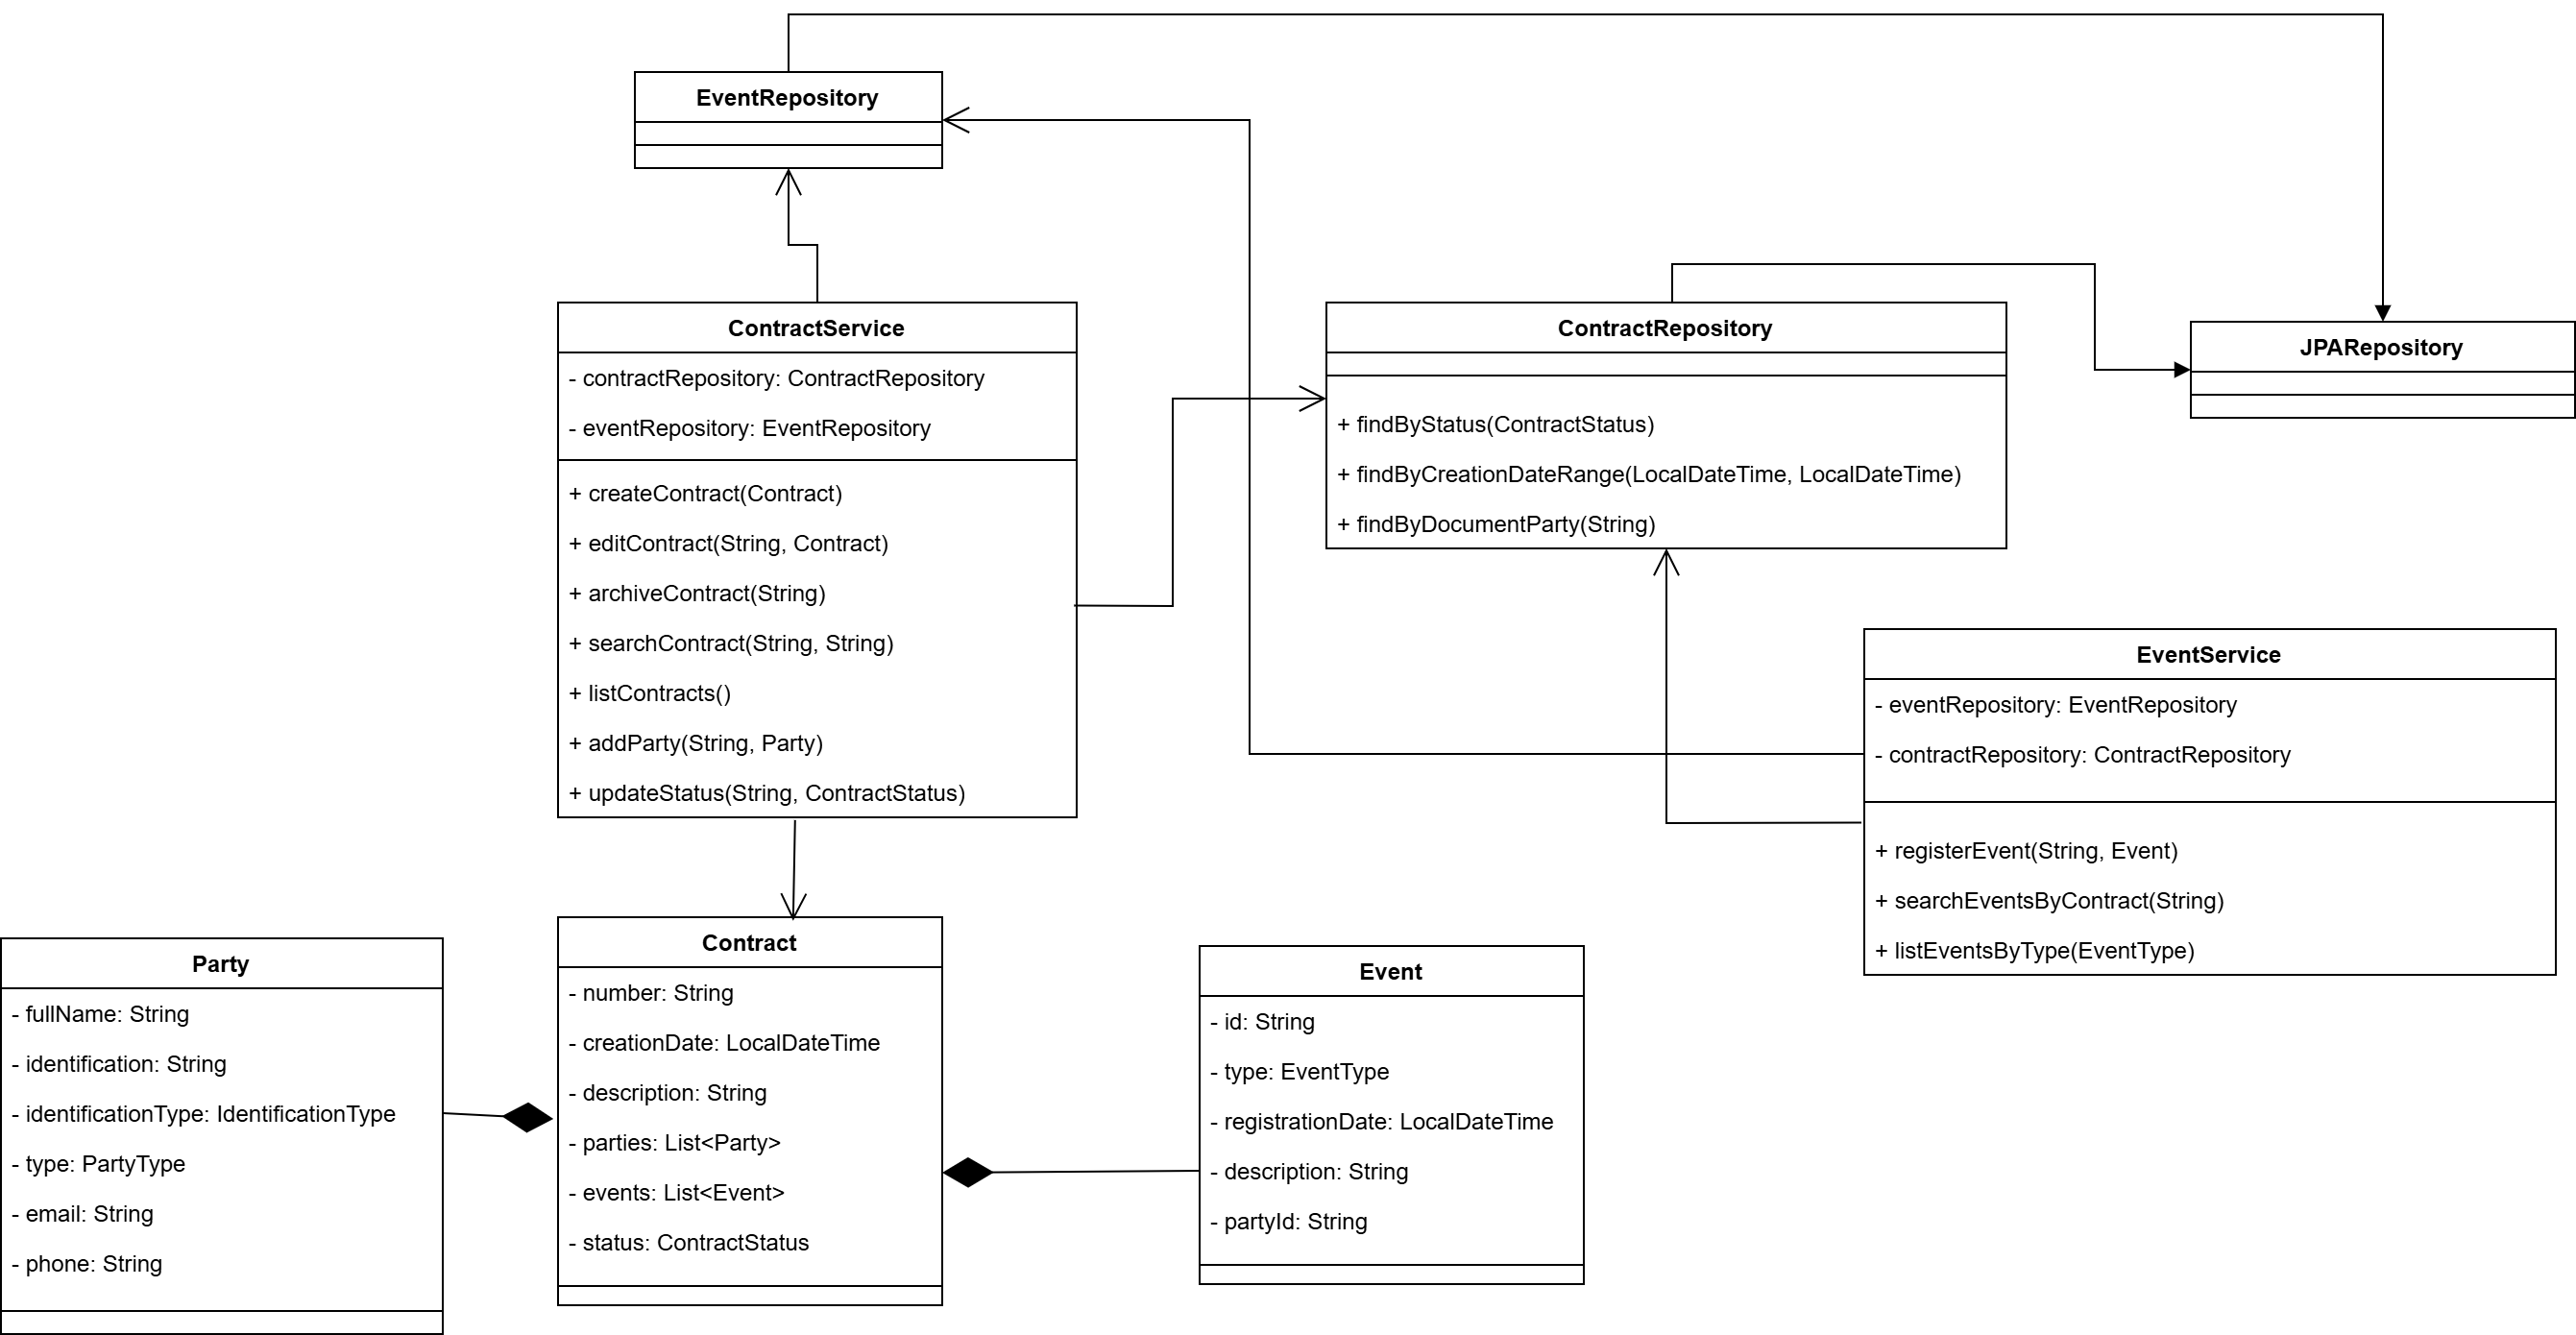 EventRepository
ContractService
- contractRepository: ContractRepository
- eventRepository: EventRepository
+ createContract(Contract)
+ editContract(String, Contract)
+ archiveContract(String)
+ searchContract(String, String)
+ listContracts()
+ addParty(String, Party)
+ updateStatus(String, ContractStatus)
ContractRepository
+ findByStatus(ContractStatus)
+ findByCreationDateRange(LocalDateTime, LocalDateTime)
+ findByDocumentParty(String)
JPARepository
EventService
- eventRepository: EventRepository
- contractRepository: ContractRepository
+ registerEvent(String, Event)
+ searchEventsByContract(String)
+ listEventsByType(EventType)
Party
- fullName: String
- identification: String
- identificationType: IdentificationType
- type: PartyType
- email: String
- phone: String
Contract
- number: String
- creationDate: LocalDateTime
- description: String
- parties: List<Party>
- events: List<Event>
- status: ContractStatus
Event
- id: String
- type: EventType
- registrationDate: LocalDateTime
- description: String
- partyId: String